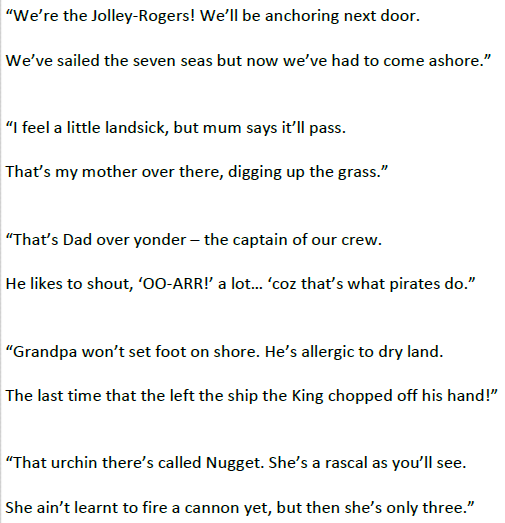 “We’re the Jolley-Rogers! We’ll be anchoring next door.
We’ve sailed the seven seas but now we’ve had to come ashore.”
“I feel a little landsick, but mum says it’ll pass.
That’s my mother over there, digging up the grass.”
“That’s Dad over yonder – the captain of our crew.
He likes to shout, ‘OO-ARR!’ a lot… ‘coz that’s what pirates do.”
“Grandpa won’t set foot on shore. He’s allergic to dry land.
The last time that the left the ship the King chopped off his hand!”
“That urchin there’s called Nugget. She’s a rascal as you’ll see.
She ain’t learnt to fire a cannon yet, but then she’s only three.”